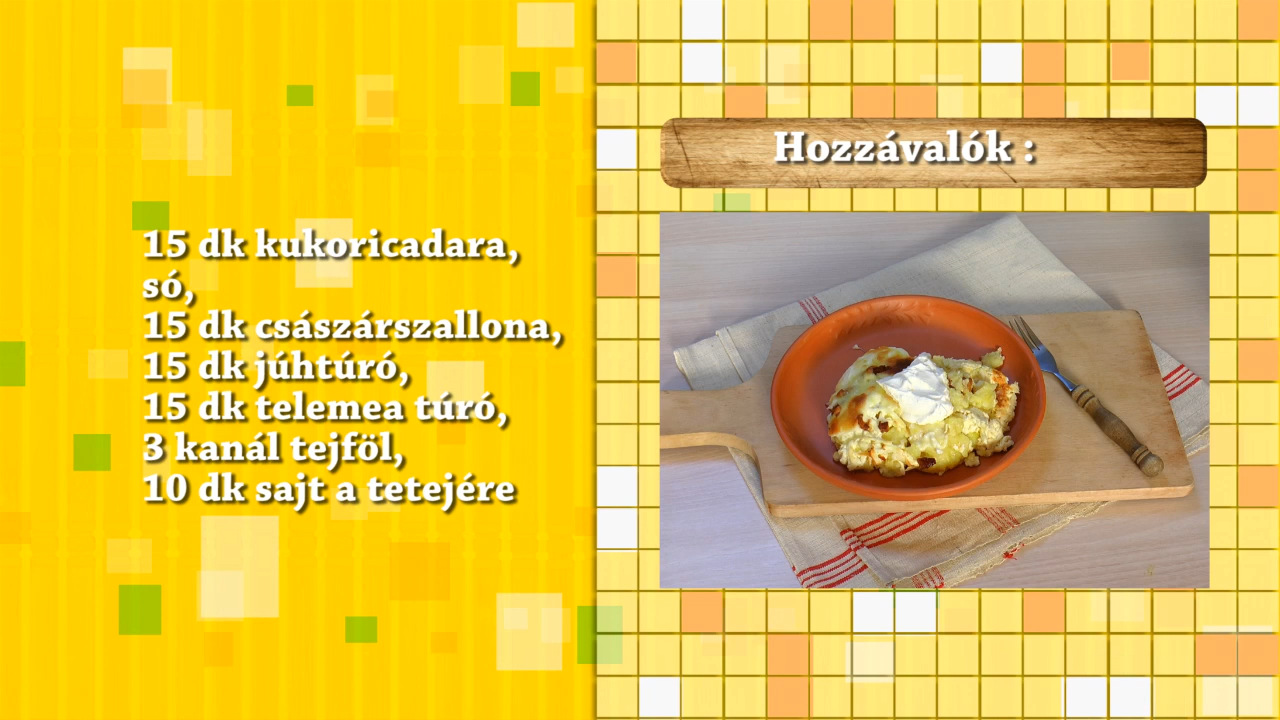 Hozzávalók :
15 dk kukoricadara,
só,
15 dk császárszallona,
15 dk júhtúró,
15 dk telemea túró,
3 kanál tejföl,
10 dk sajt a tetejére